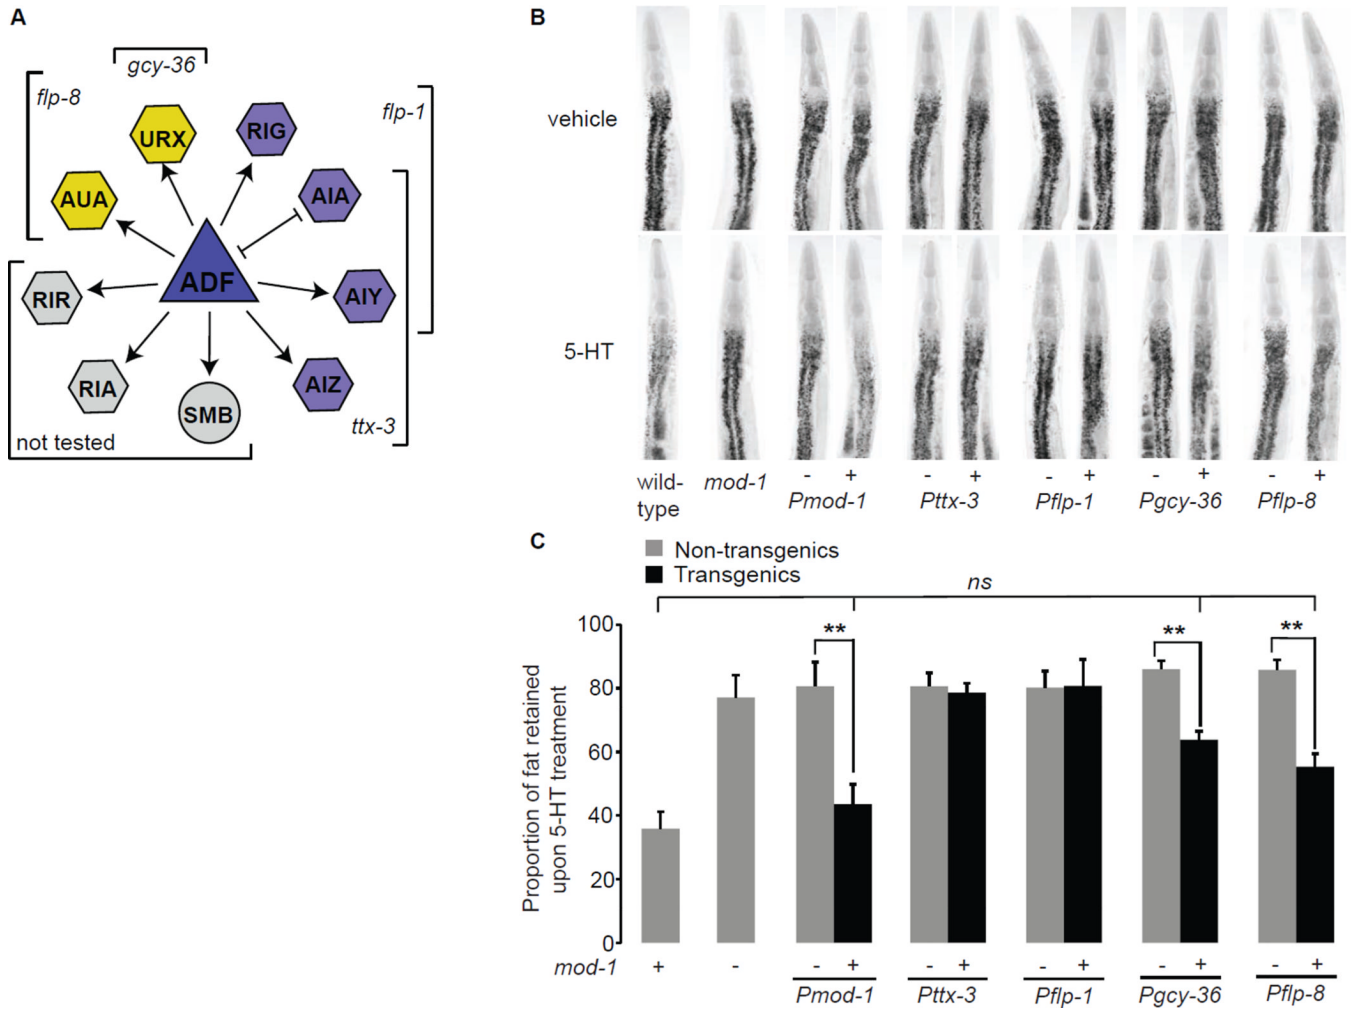 A
gcy-36
flp-8
flp-1
URX
RIG
AUA
AIA
ADF
RIR
AIY
RIA
AIZ
SMB
ttx-3
not tested
B
vehicle
5-HT
wild-
type
mod-1
- + - + - + - + - +
Pmod-1 Pttx-3 Pflp-1 Pgcy-36 Pflp-8
C
Non-transgenics
Transgenics
ns
** ** **
Proportion of fat retained
upon 5-HT treatment
100
80
60
40
20
0
mod-1 + - - + - + - + - + - +
Pmod-1 Pttx-3 Pflp-1 Pgcy-36 Pflp-8